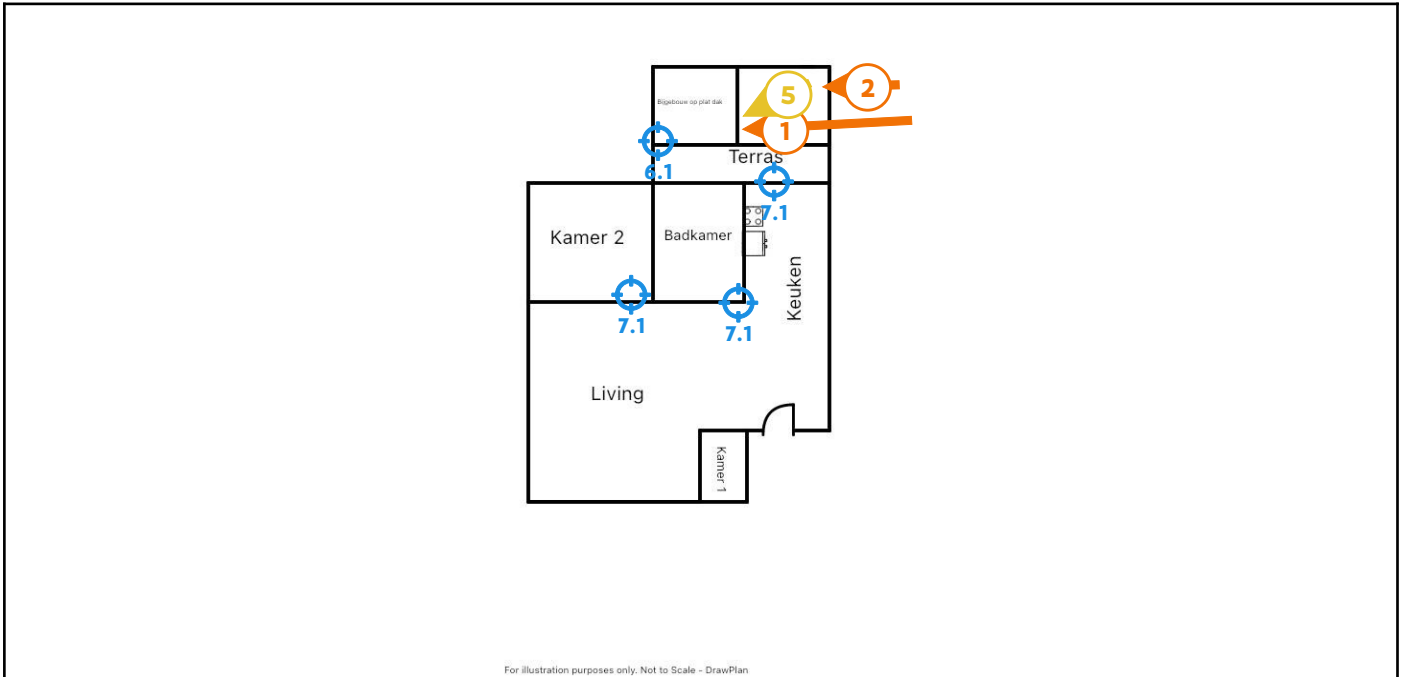 5
2
Bijgebouw op plat dak
1
Terras
6.1
7.1
Kamer 2
Badkamer
Keuken
7.1
7.1
Living
Kamer 1
For illustration purposes only. Not to Scale - DrawPlan